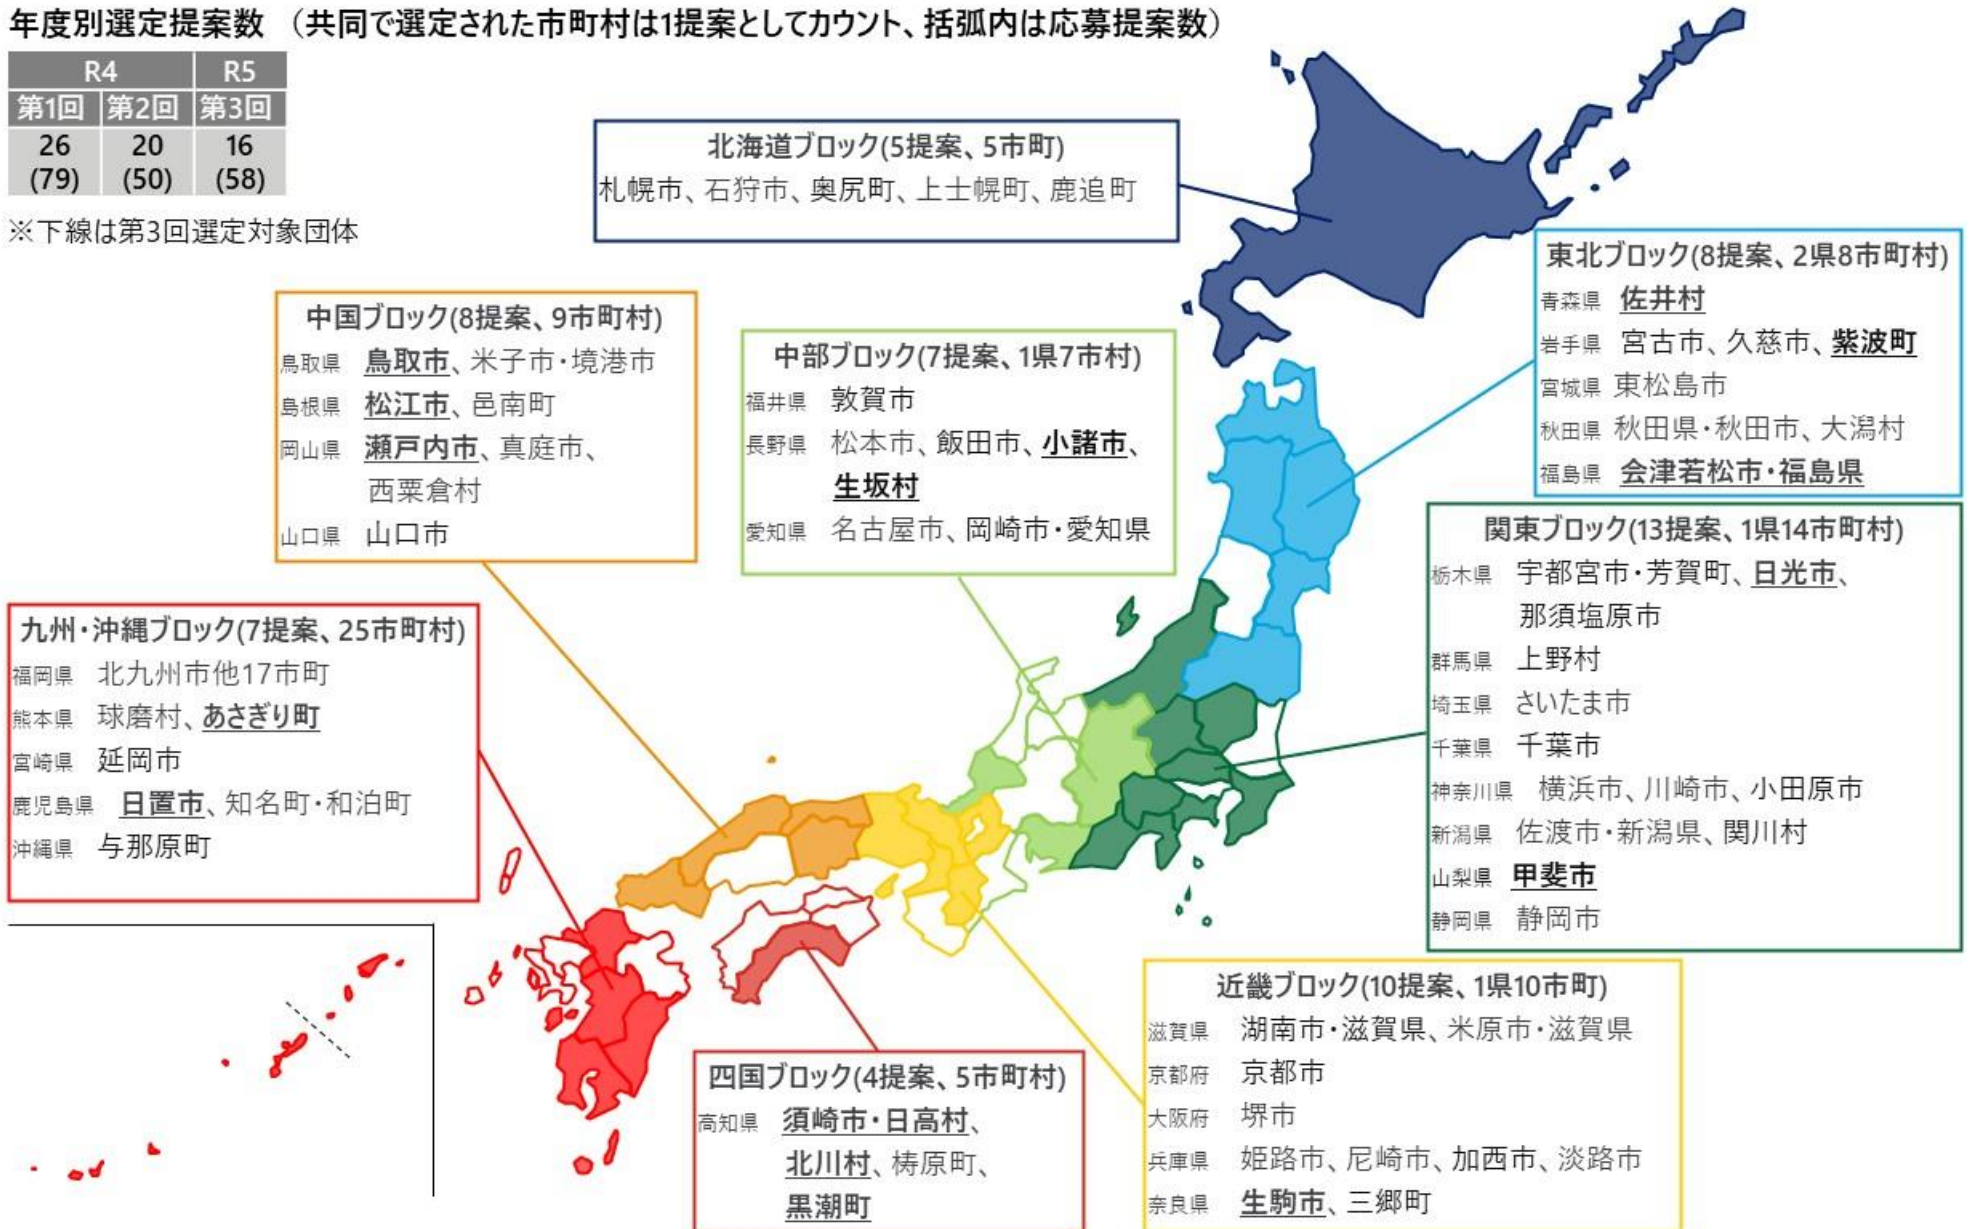 年度別選定提案数 （共同で選定された市町村は1提案としてカウント、括弧内は応募提案数）
R4 R5
第1回 第2回 第3回
26 20 16
(79) (50) (58)
※下線は第3回選定対象団体
北海道ブロック(5提案、5市町)
札幌市、石狩市、奥尻町、上士幌町、鹿追町
東北ブロック(8提案、2県8市町村)
青森県 佐井村
岩手県 宮古市、久慈市、紫波町
宮城県 東松島市
秋田県 秋田県・秋田市、大潟村
福島県 会津若松市・福島県
中国ブロック(8提案、9市町村)
鳥取県 鳥取市、米子市・境港市
島根県 松江市、邑南町
岡山県 瀬戸内市、真庭市、
西粟倉村
山口県 山口市
中部ブロック(7提案、1県7市村)
福井県 敦賀市
長野県 松本市、飯田市、小諸市、
生坂村
愛知県 名古屋市、岡崎市・愛知県
関東ブロック(13提案、1県14市町村)
栃木県 宇都宮市・芳賀町、日光市、
那須塩原市
群馬県 上野村
埼玉県 さいたま市
千葉県 千葉市
神奈川県 横浜市、川崎市、小田原市
新潟県 佐渡市・新潟県、関川村
山梨県 甲斐市
静岡県 静岡市
九州・沖縄ブロック(7提案、25市町村)
福岡県 北九州市他17市町
熊本県 球磨村、あさぎり町
宮崎県 延岡市
鹿児島県 日置市、知名町・和泊町
沖縄県 与那原町
近畿ブロック(10提案、1県10市町)
滋賀県 湖南市・滋賀県、米原市・滋賀県
京都府 京都市
大阪府 堺市
兵庫県 姫路市、尼崎市、加西市、淡路市
奈良県 生駒市、三郷町
四国ブロック(4提案、5市町村)
高知県 須崎市・日高村、
北川村、梼原町、
黒潮町